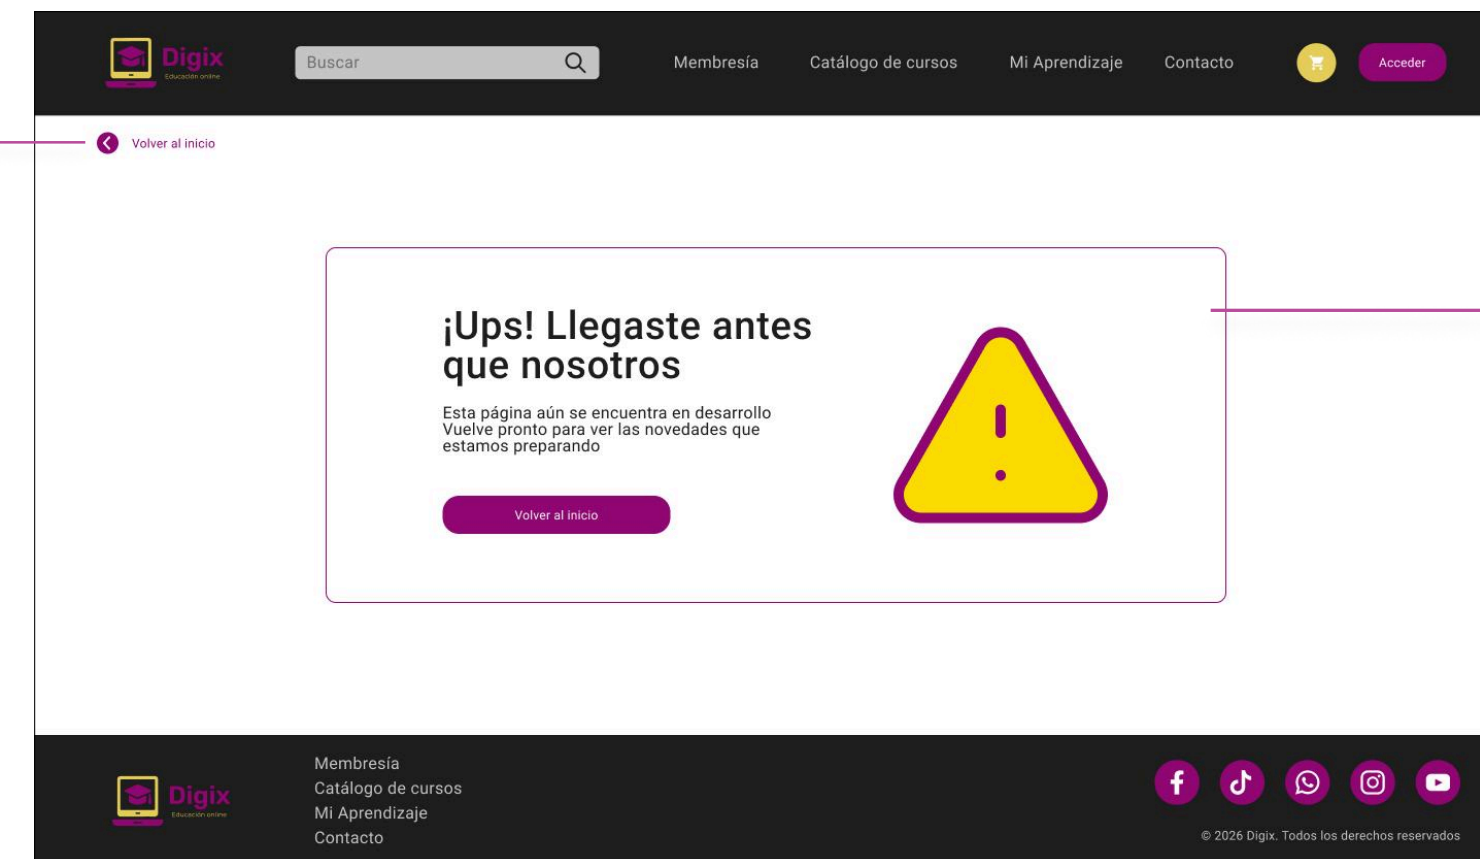 Digix
Educación online
Buscar
Membresía
Catálogo de cursos
Mi Aprendizaje
Contacto
Acceder
Volver al inicio
¡Ups! Llegaste antes
que nosotros
Esta página aún se encuentra en desarrollo
Vuelve pronto para ver las novedades que
estamos preparando
Volver al inicio
Digix
Educación online
Membresía
Catálogo de cursos
Mi Aprendizaje
Contacto
© 2026 Digix. Todos los derechos reservados